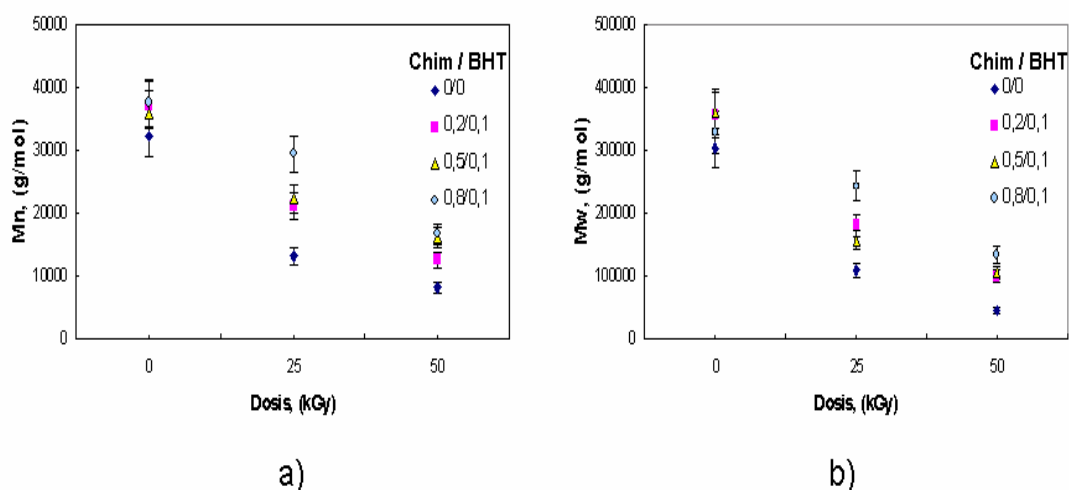 50000
40000
30000
20000
10000
0
Mn, (g/mol)
Chim / BHT
0/0
0,2/0,1
0,5/0,1
0,8/0,1
0 25 50
Dosis, (kGy)
a)
500000
400000
300000
200000
100000
0
Mw, (g/mol)
Chim / BHT
0/0
0,2/0,1
0,5/0,1
0,8/0,1
0 25 50
Dosis, (kGy)
b)